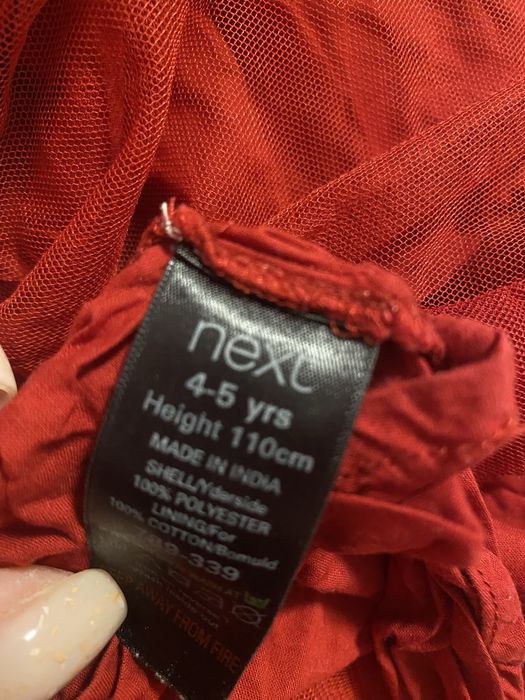 next
4-5 yrs
Height 110cm
MADE IN INDIA
SHELL/Yderside
100% POLYESTER
LINING/For
100% COTTON/Bomuld
9-339
AWAY FROM FIRE